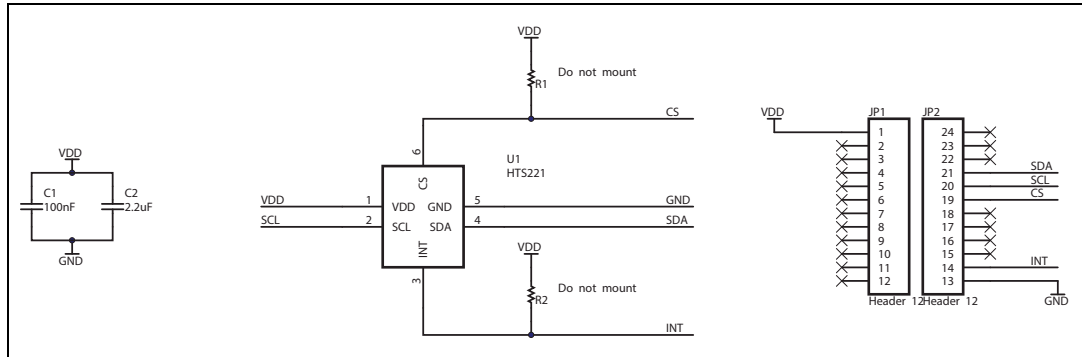 VDD
C1
100nF
C2
2.2uF
GND
VDD
R1
Do not mount
CS
6
U1
HTS221
CS
VDD
1
VDD
GND
5
GND
SCL
2
SCL
SDA
4
SDA
INT
3
VDD
R2
Do not mount
INT
VDD
JP1
JP2
1
2
3
4
5
6
7
8
9
10
11
12
24
23
22
21
20
19
18
17
16
15
14
13
SDA
SCL
CS
INT
GND
Header 12
Header 12